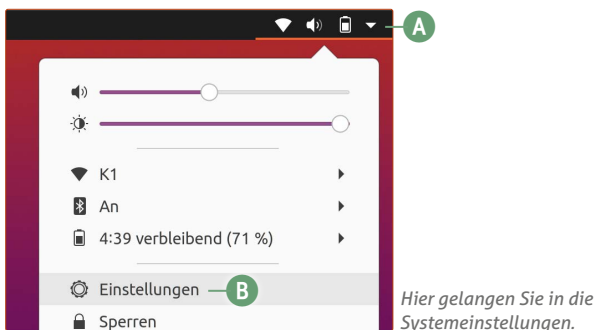 A
K1
An
4:39 verbleibend (71 %)
Einstellungen B
Sperren
Hier gelangen Sie in die
Systemeinstellungen.